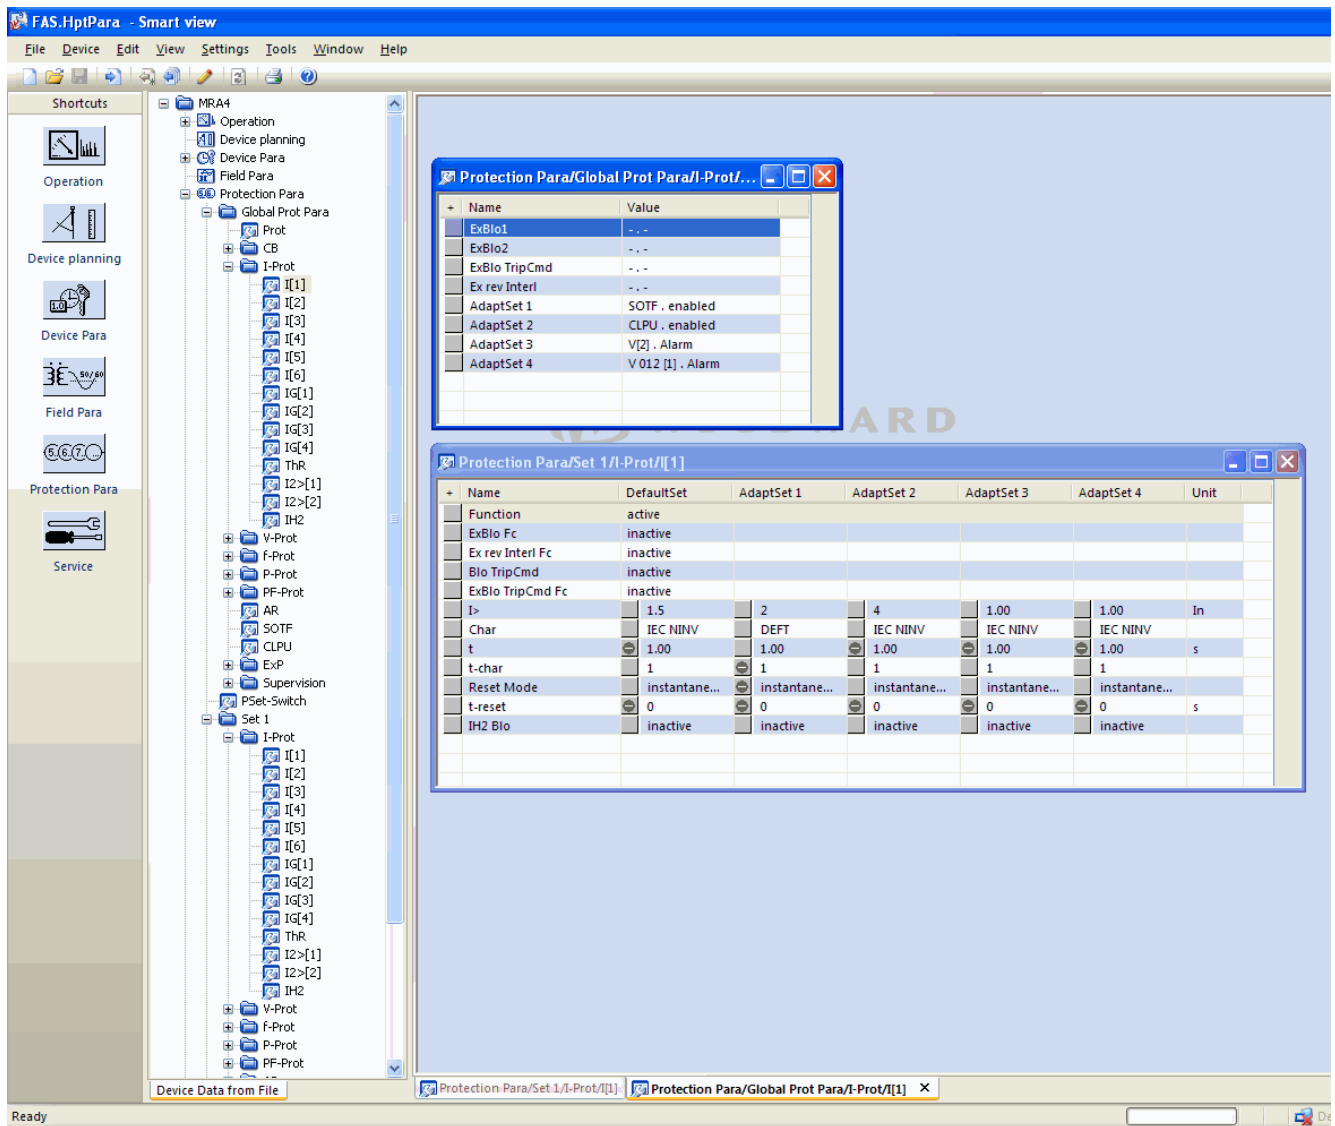 FAS.HptPara - Smart view
File Device Edit View Settings Tools Window Help
Shortcuts
Operation
Device planning
Device Para
Field Para
Protection Para
Service
MRA4
Operation
Device planning
Device Para
Field Para
Protection Para
Global Prot Para
Prot
CB
I-Prot
I[1]
I[2]
I[3]
I[4]
I[5]
I[6]
IG[1]
IG[2]
IG[3]
IG[4]
ThR
I2>[1]
I2>[2]
IH2
V-Prot
f-Prot
P-Prot
PF-Prot
AR
SOTF
CLPU
ExP
Supervision
PSet-Switch
Set 1
I-Prot
I[1]
I[2]
I[3]
I[4]
I[5]
I[6]
IG[1]
IG[2]
IG[3]
IG[4]
ThR
I2>[1]
I2>[2]
IH2
V-Prot
f-Prot
P-Prot
PF-Prot
Device Data from File
Protection Para/Global Prot Para/I-Prot/...
+ Name Value
ExBlo1 - . -
ExBlo2 - . -
ExBlo TripCmd - . -
Ex rev Interl - . -
AdaptSet 1 SOTF . enabled
AdaptSet 2 CLPU . enabled
AdaptSet 3 V[2] . Alarm
AdaptSet 4 V 012 [1] . Alarm
ARD
Protection Para/Set 1/I-Prot/I[1]
+ Name DefaultSet AdaptSet 1 AdaptSet 2 AdaptSet 3 AdaptSet 4 Unit
Function active
ExBlo Fc inactive
Ex rev Interl Fc inactive
Blo TripCmd inactive
ExBlo TripCmd Fc inactive
I> 1.5 2 4 1.00 1.00 In
Char IEC NINV DEFT IEC NINV IEC NINV IEC NINV
t 1.00 1.00 1.00 1.00 1.00 s
t-char 1 1 1 1 1
Reset Mode instantane... instantane... instantane... instantane... instantane...
t-reset 0 0 0 0 0 s
IH2 Blo inactive inactive inactive inactive inactive
Protection Para/Set 1/I-Prot/I[1] Protection Para/Global Prot Para/I-Prot/I[1] X
Ready